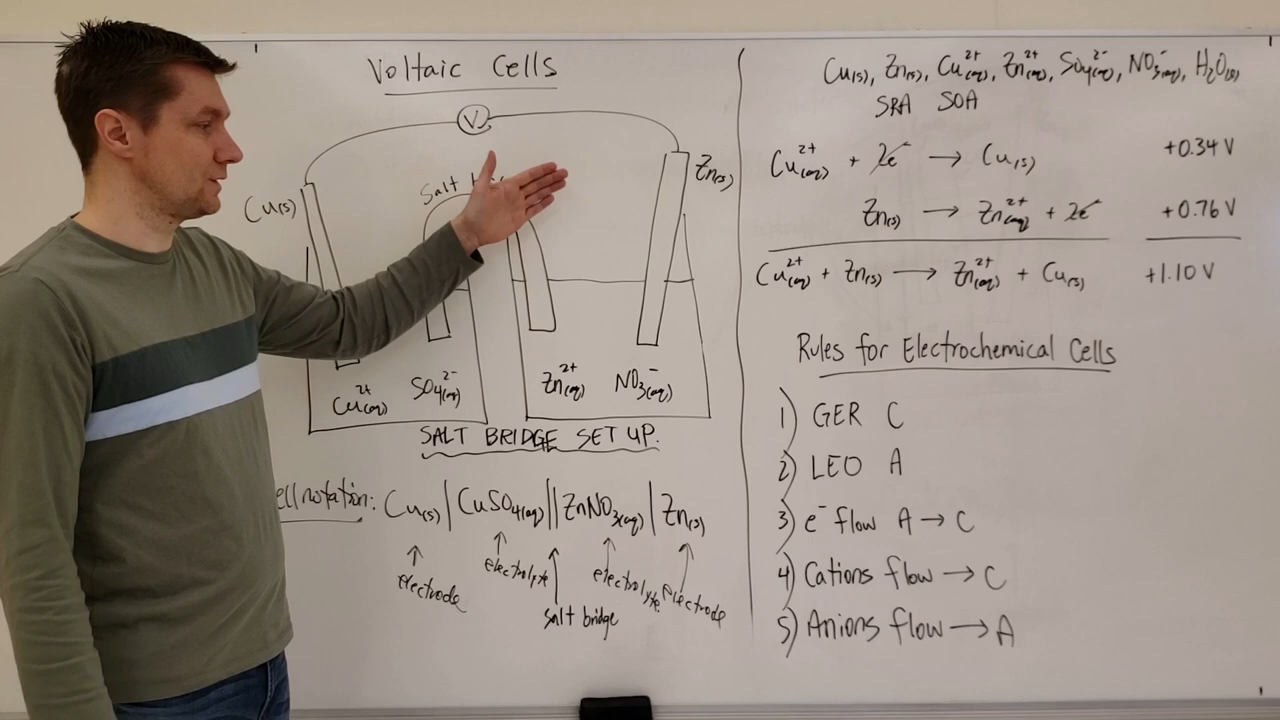 Voltaic Cells
V
Cu(s)
Salt
Zn(s)
Cu²⁺(aq) SO₄²⁻(aq)
Zn²⁺(aq) NO₃⁻(aq)
SALT BRIDGE SET UP.
notation: Cu(s) | CuSO₄(aq) || ZnNO₃(aq) | Zn(s)
electrode
electrolyte
salt bridge
electrolyte
electrode
Cu(s), Zn(s), Cu²⁺(aq), Zn²⁺(aq), SO₄²⁻(aq), NO₃⁻(aq), H₂O(l)
SRA SOA
Cu²⁺(aq) + 2e⁻ → Cu(s) +0.34 V
Zn(s) → Zn²⁺(aq) + 2e⁻ +0.76 V
Cu²⁺(aq) + Zn(s) → Zn²⁺(aq) + Cu(s) +1.10 V
Rules for Electrochemical Cells
1) GER C
2) LEO A
3) e⁻ flow A → C
4) Cations flow → C
5) Anions flow → A